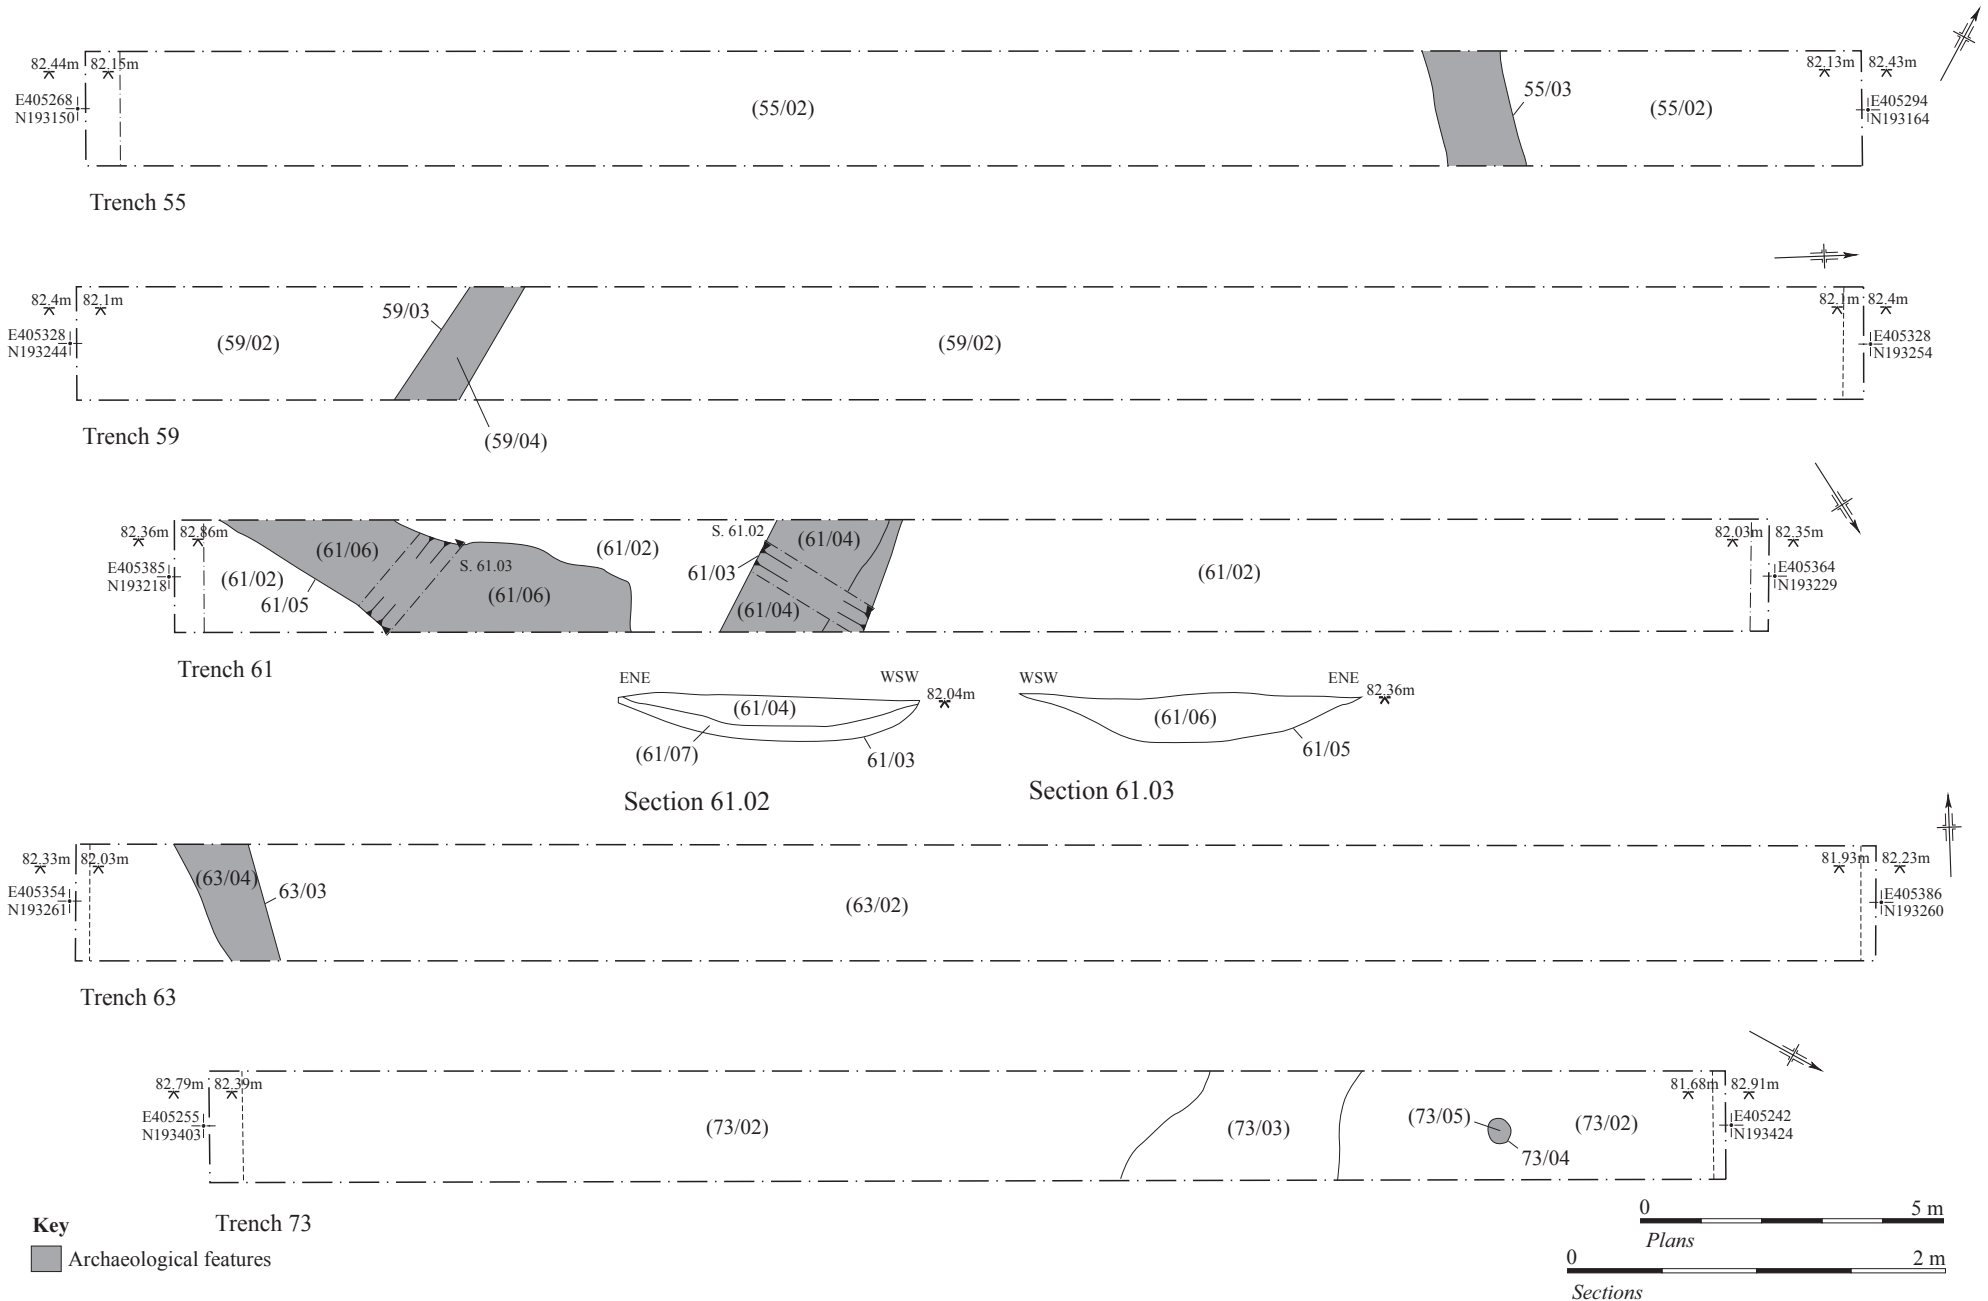 82.44m 82.15m 82.13m 82.43m
E405268
N193150
(55/02) 55/03 (55/02)
E405294
N193164
Trench 55
82.4m 82.1m 82.1m 82.4m
59/03
E405328
N193244
(59/02) (59/02)
E405328
N193254
(59/04)
Trench 59
82.36m 82.86m S. 61.02 82.03m 82.35m
(61/06) (61/02) (61/04)
E405385
N193218
(61/02) S. 61.03 61/03 (61/02)
E405364
N193229
61/05 (61/06) (61/04)
Trench 61
ENE WSW 82.04m
(61/04)
(61/07) 61/03
Section 61.02
WSW ENE 82.36m
(61/06)
61/05
Section 61.03
82.33m 82.03m 81.93m 82.23m
(63/04) 63/03
E405354
N193261
(63/02)
E405386
N193260
Trench 63
82.79m 82.39m 81.68m 82.91m
E405255
N193403
(73/02) (73/03) (73/05) (73/02)
73/04
E405242
N193424
Trench 73
Key
Archaeological features
0 5 m
Plans
0 2 m
Sections